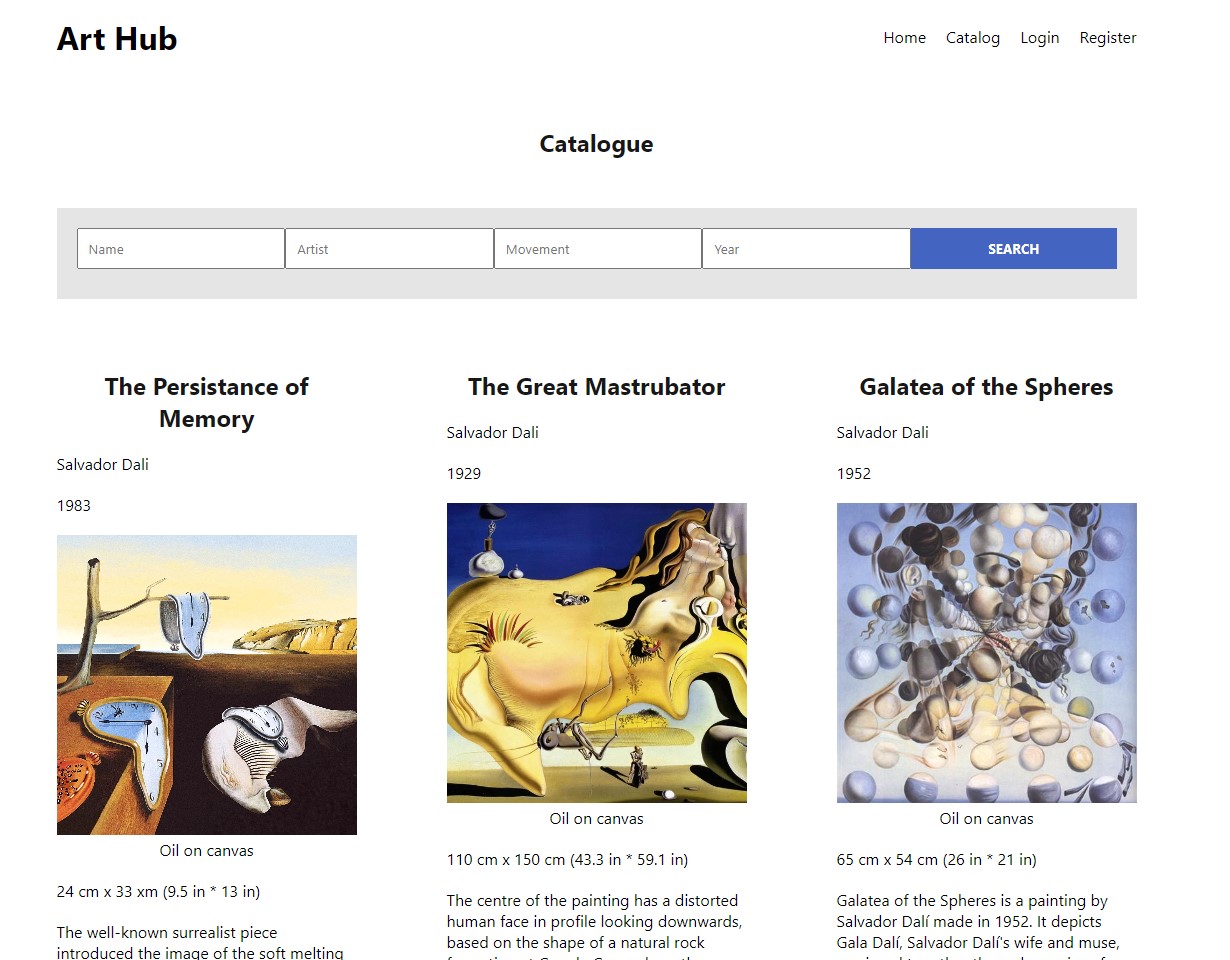 Art Hub
Home Catalog Login Register
Catalogue
Name Artist Movement Year SEARCH
The Persistance of
Memory
Salvador Dali
1983
Oil on canvas
24 cm x 33 xm (9.5 in * 13 in)
The well-known surrealist piece
introduced the image of the soft melting
The Great Mastrubator
Salvador Dali
1929
Oil on canvas
110 cm x 150 cm (43.3 in * 59.1 in)
The centre of the painting has a distorted
human face in profile looking downwards,
based on the shape of a natural rock
Galatea of the Spheres
Salvador Dali
1952
Oil on canvas
65 cm x 54 cm (26 in * 21 in)
Galatea of the Spheres is a painting by
Salvador Dalí made in 1952. It depicts
Gala Dalí, Salvador Dalí's wife and muse,